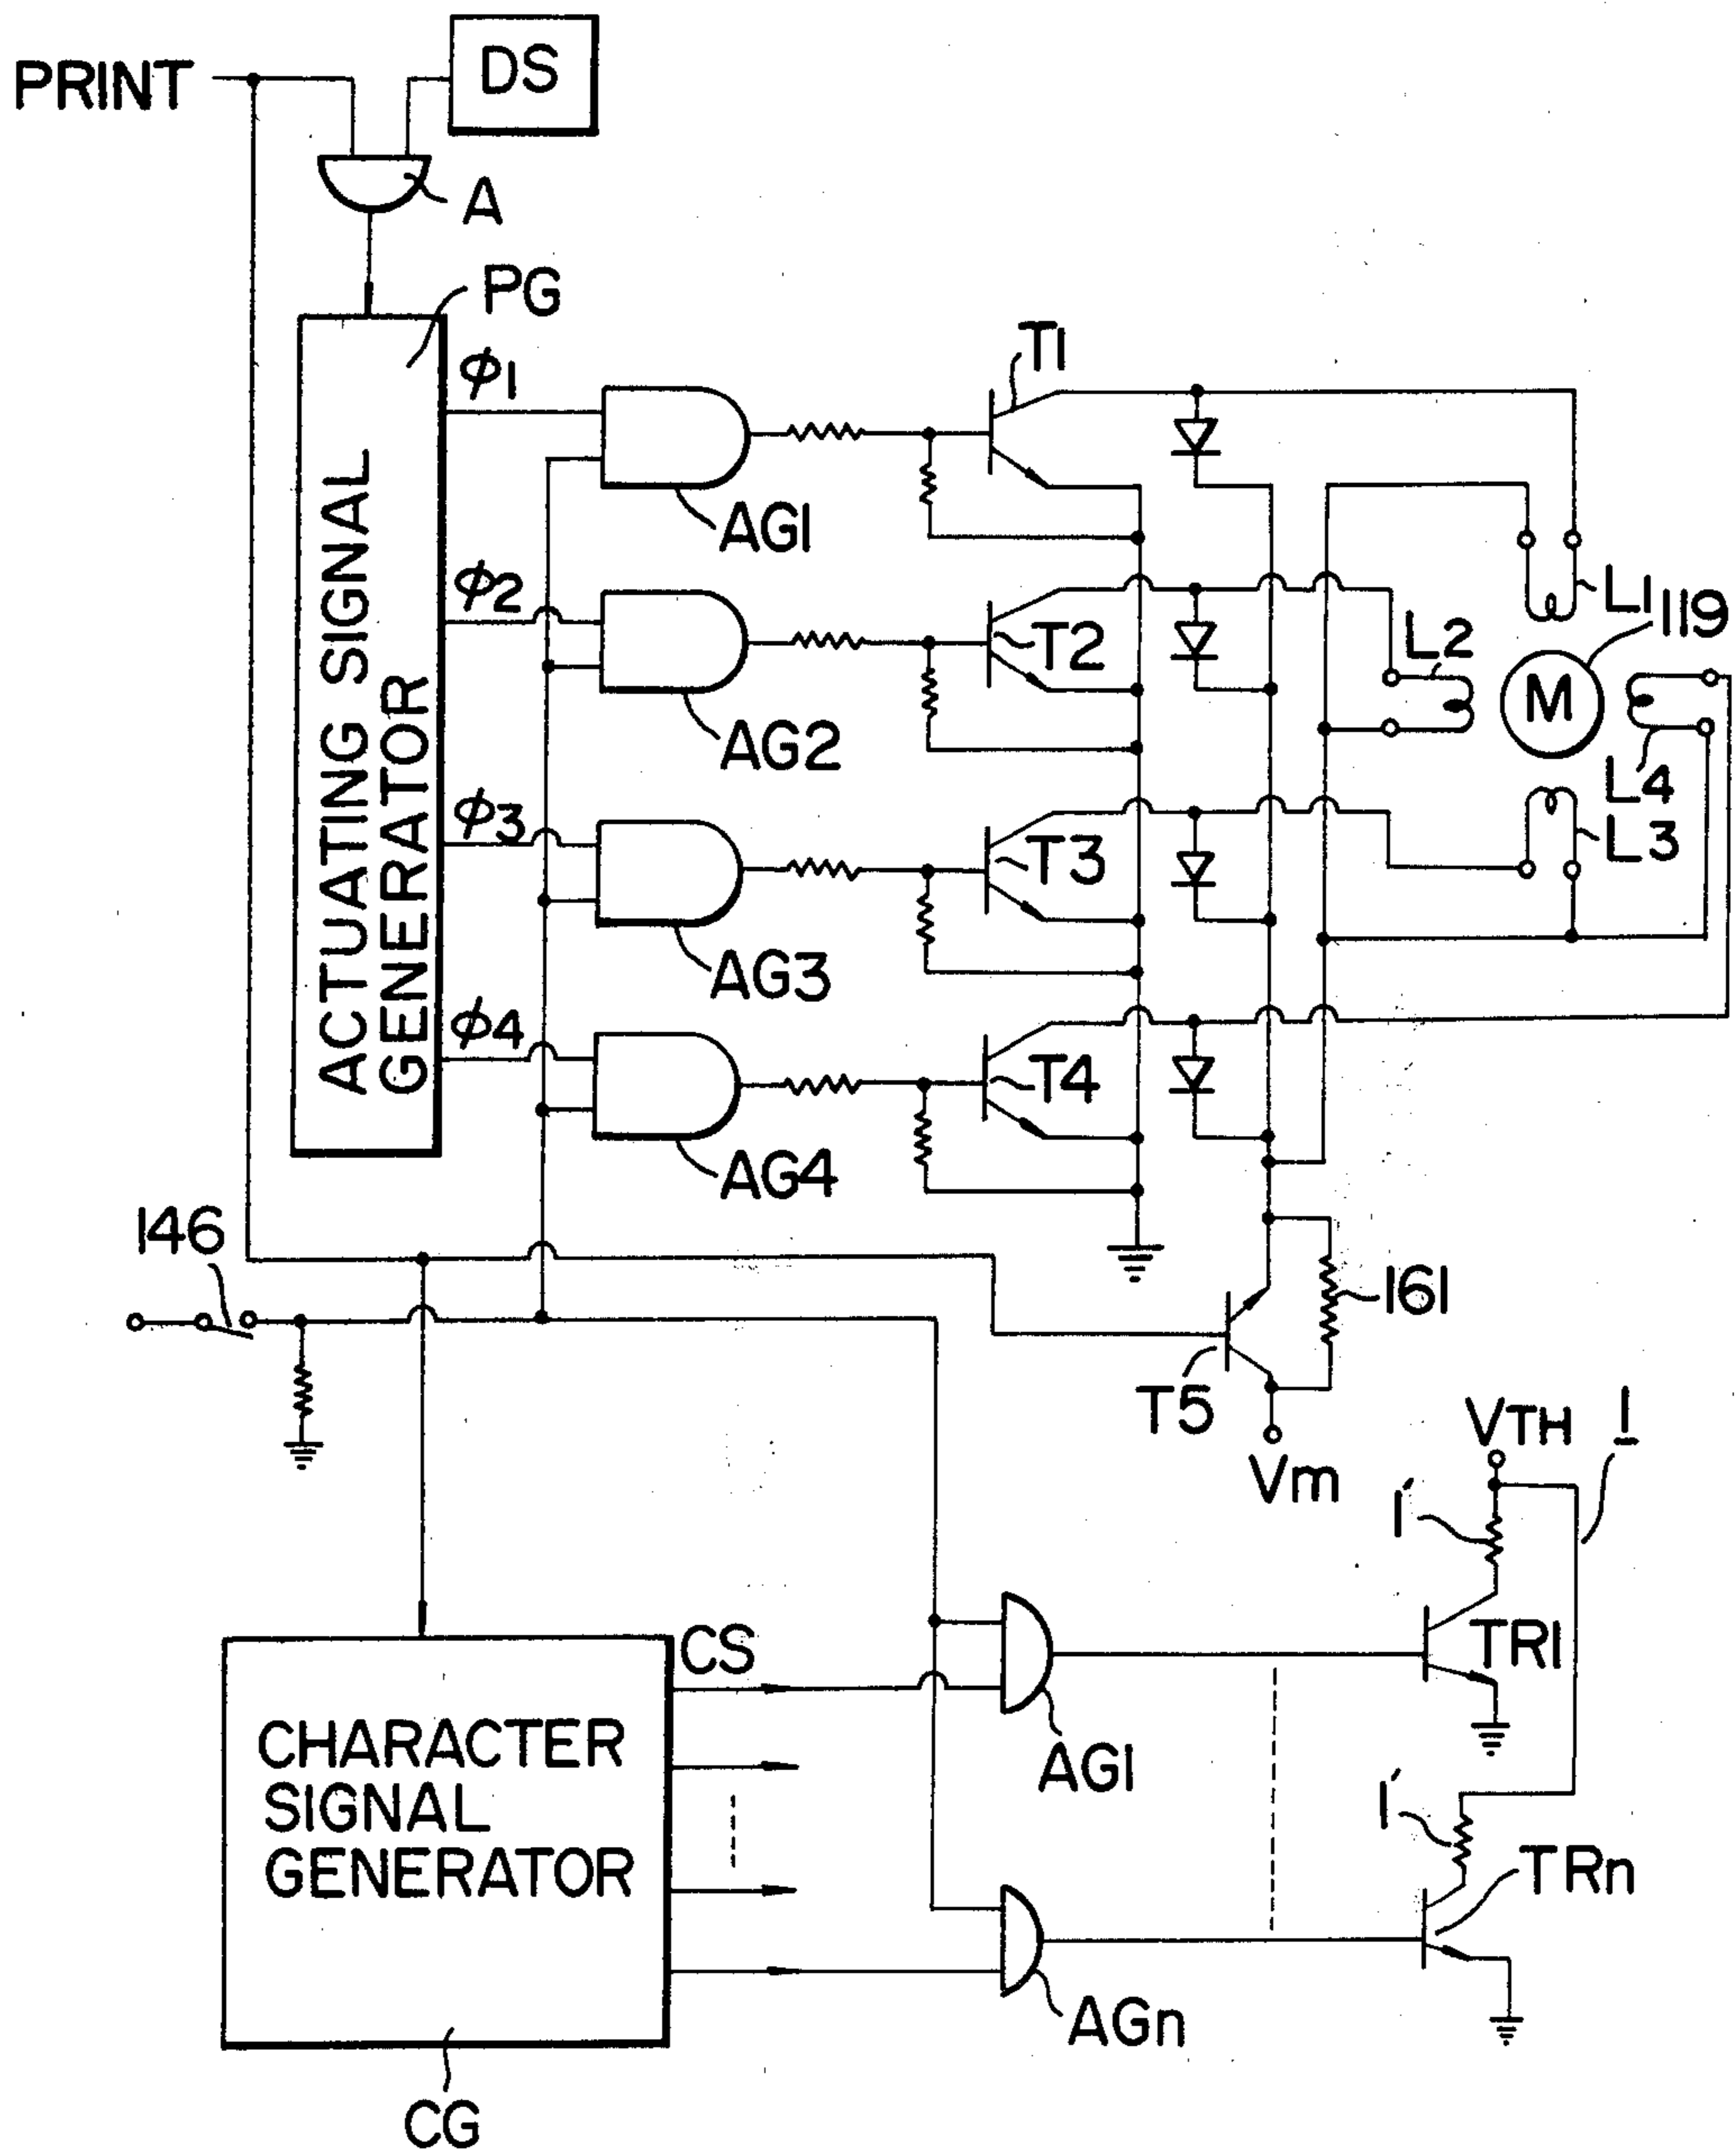 PRINT
DS
A
PG
ACTUATING SIGNAL
GENERATOR
φ1
φ2
φ3
φ4
AG1
AG2
AG3
AG4
T1
T2
T3
T4
L1
119
L2
M
L4
L3
146
161
T5
Vm
VTH
1
1'
TR1
CS
AG1
CHARACTER
SIGNAL
GENERATOR
1'
TRn
AGn
CG